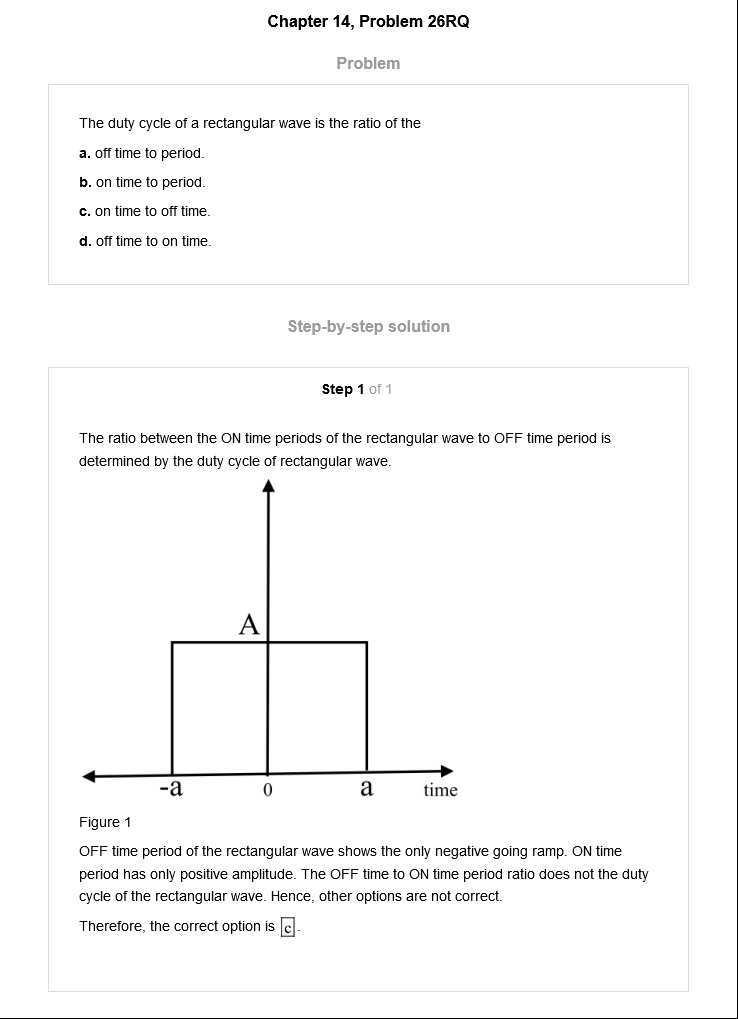 Chapter 14, Problem 26RQ
Problem
The duty cycle of a rectangular wave is the ratio of the
a. off time to period.
b. on time to period.
c. on time to off time.
d. off time to on time.
Step-by-step solution
Step 1 of 1
The ratio between the ON time periods of the rectangular wave to OFF time period is
determined by the duty cycle of rectangular wave.
A
-a 0 a time
Figure 1
OFF time period of the rectangular wave shows the only negative going ramp. ON time
period has only positive amplitude. The OFF time to ON time period ratio does not the duty
cycle of the rectangular wave. Hence, other options are not correct.
Therefore, the correct option is c.